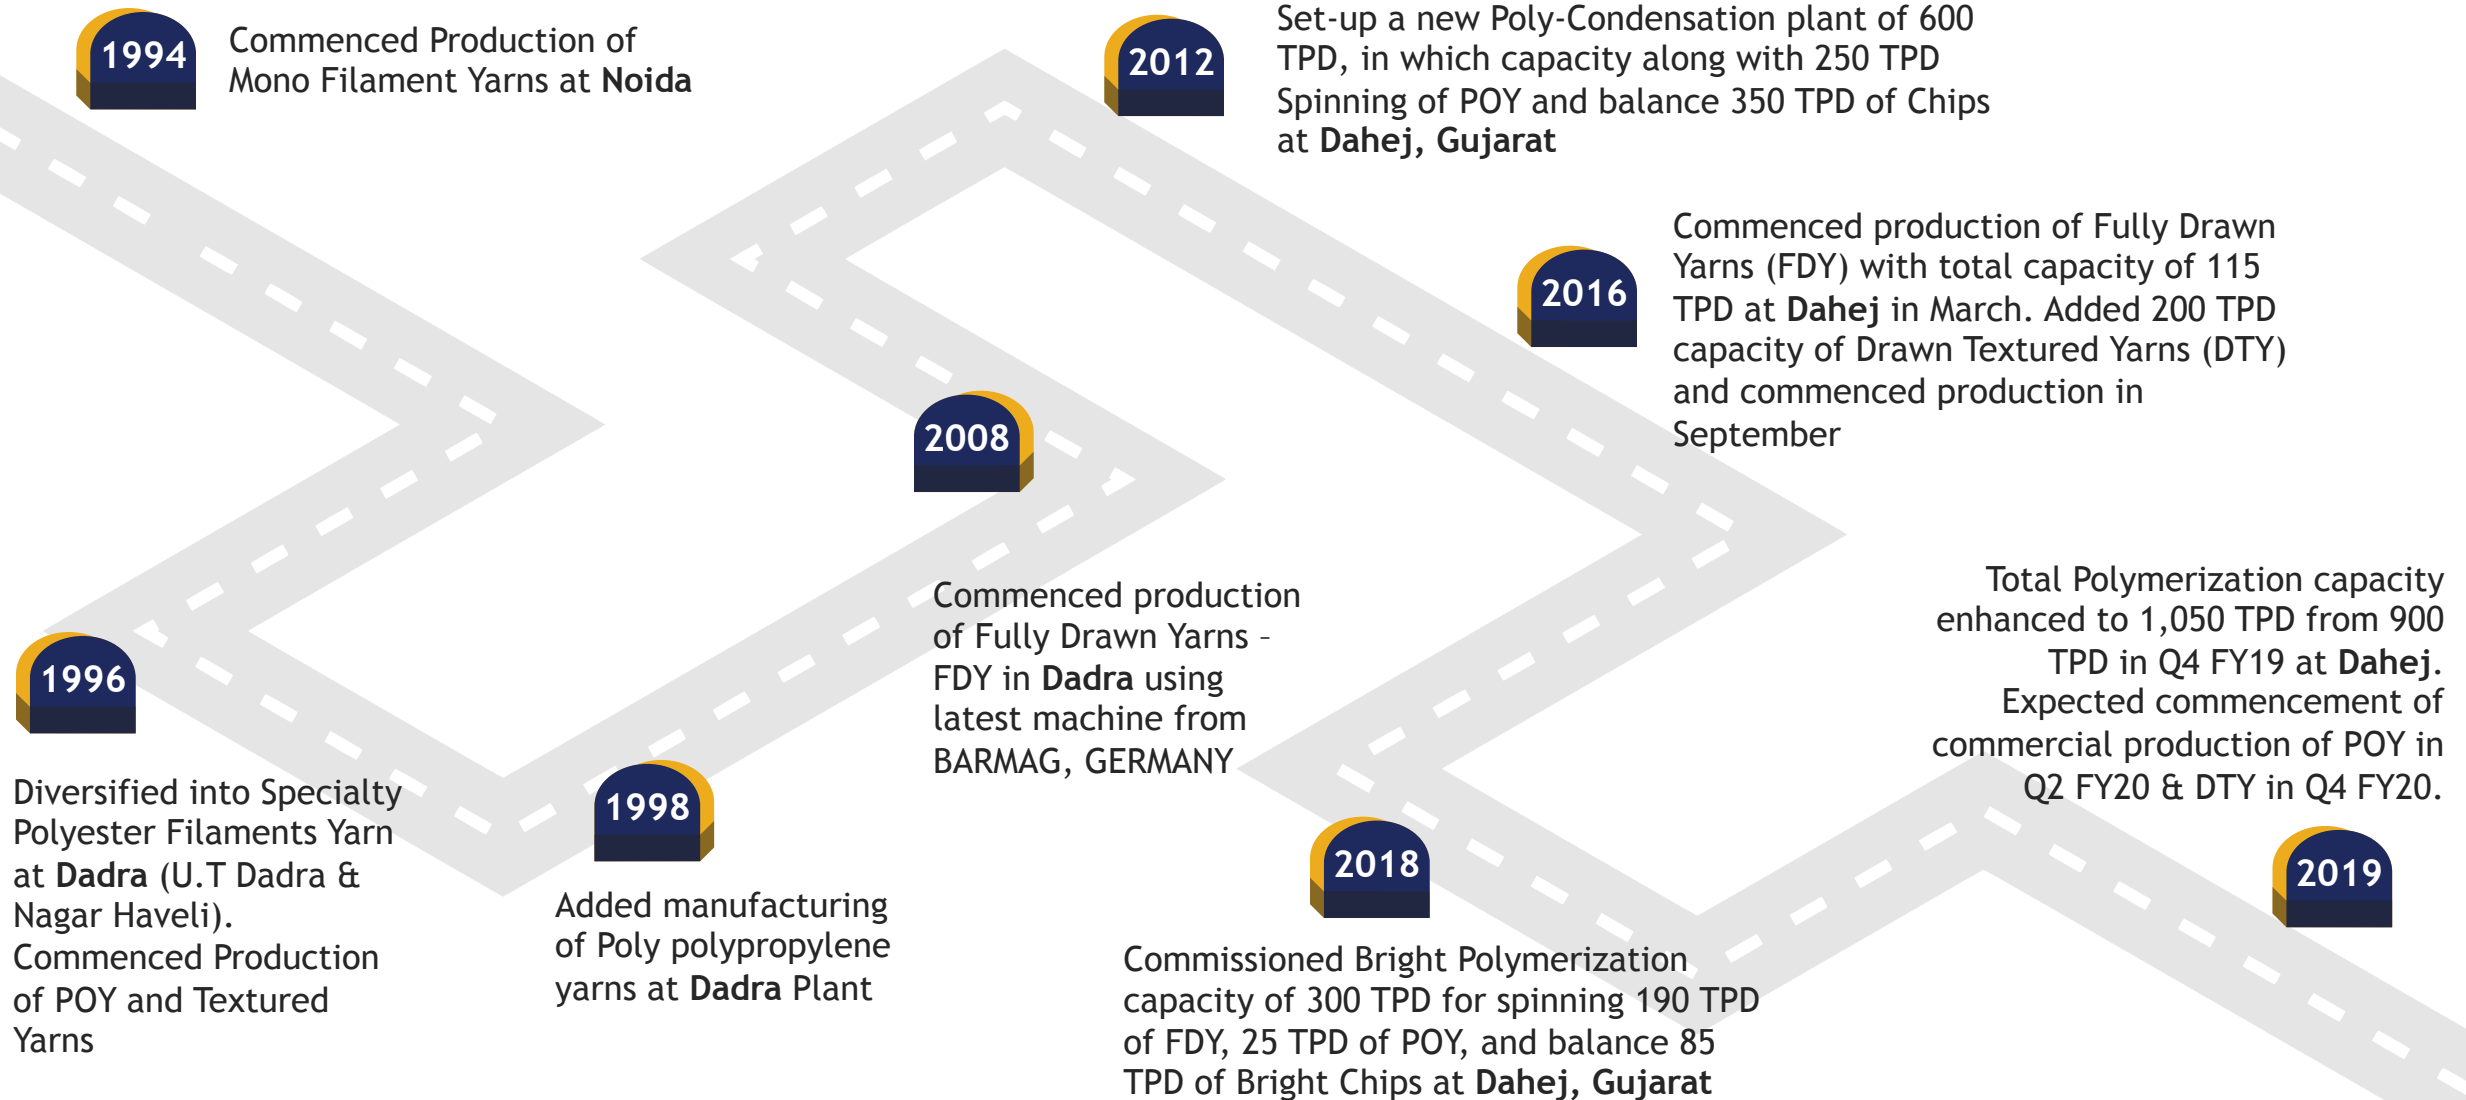 1994
Commenced Production of
Mono Filament Yarns at Noida
1996
Diversified into Specialty
Polyester Filaments Yarn
at Dadra (U.T Dadra &
Nagar Haveli).
Commenced Production
of POY and Textured
Yarns
1998
Added manufacturing
of Poly polypropylene
yarns at Dadra Plant
2008
Commenced production
of Fully Drawn Yarns –
FDY in Dadra using
latest machine from
BARMAG, GERMANY
2012
Set-up a new Poly-Condensation plant of 600
TPD, in which capacity along with 250 TPD
Spinning of POY and balance 350 TPD of Chips
at Dahej, Gujarat
2016
Commenced production of Fully Drawn
Yarns (FDY) with total capacity of 115
TPD at Dahej in March. Added 200 TPD
capacity of Drawn Textured Yarns (DTY)
and commenced production in
September
2018
Commissioned Bright Polymerization
capacity of 300 TPD for spinning 190 TPD
of FDY, 25 TPD of POY, and balance 85
TPD of Bright Chips at Dahej, Gujarat
Total Polymerization capacity
enhanced to 1,050 TPD from 900
TPD in Q4 FY19 at Dahej.
Expected commencement of
commercial production of POY in
Q2 FY20 & DTY in Q4 FY20.
2019